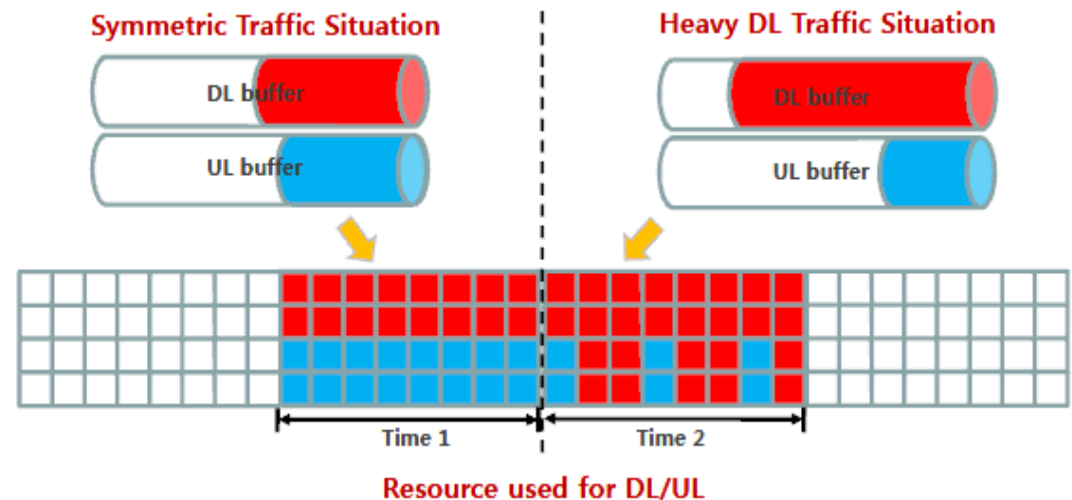 Symmetric Traffic Situation
Heavy DL Traffic Situation
DL buffer
UL buffer
DL buffer
UL buffer
Time 1
Time 2
Resource used for DL/UL